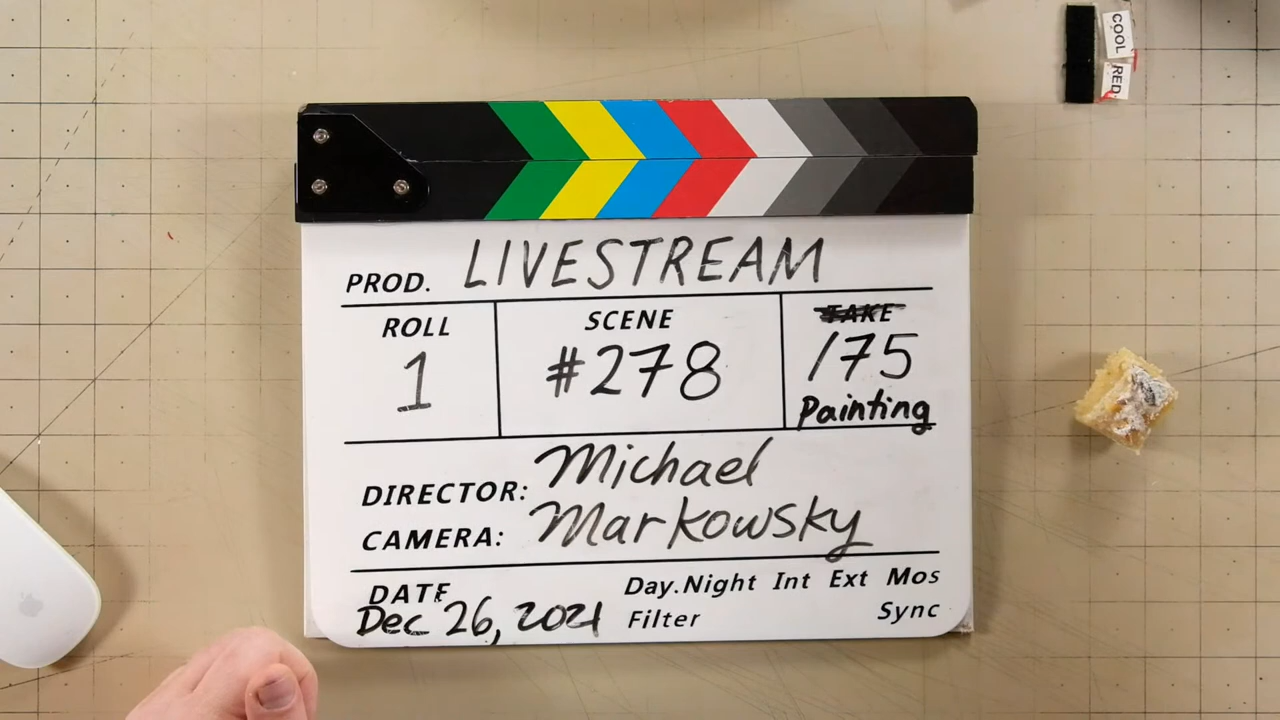 COOL
RED
PROD. LIVESTREAM
ROLL SCENE TAKE
1 #278 175
Painting
DIRECTOR: Michael
CAMERA: Markowsky
DATE Day.Night Int Ext Mos
Dec 26, 2021 Filter Sync